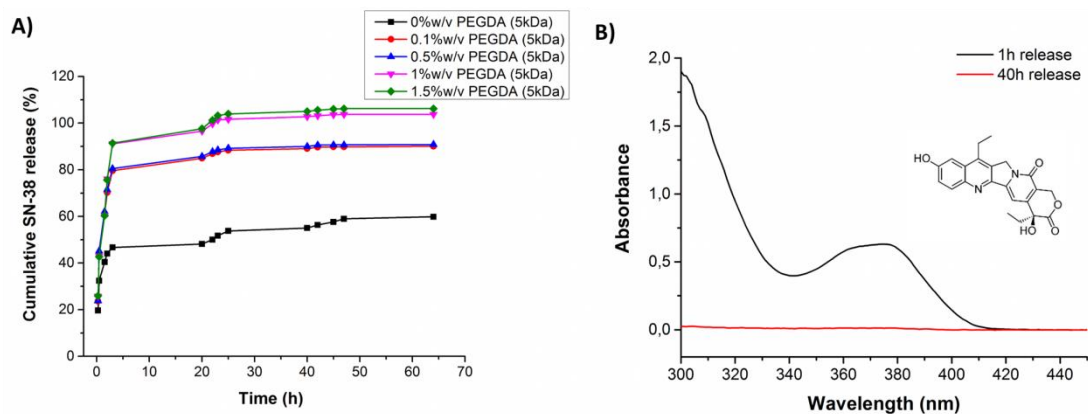 A)
0%w/v PEGDA (5kDa)
0.1%w/v PEGDA (5kDa)
0.5%w/v PEGDA (5kDa)
1%w/v PEGDA (5kDa)
1.5%w/v PEGDA (5kDa)
Cumulative SN-38 release (%)
120
100
80
60
40
20
0
0 10 20 30 40 50 60 70
Time (h)
B)
1h release
40h release
Absorbance
2,0
1,5
1,0
0,5
0,0
HO
O
N
N
O
HO
O
300 320 340 360 380 400 420 440
Wavelength (nm)